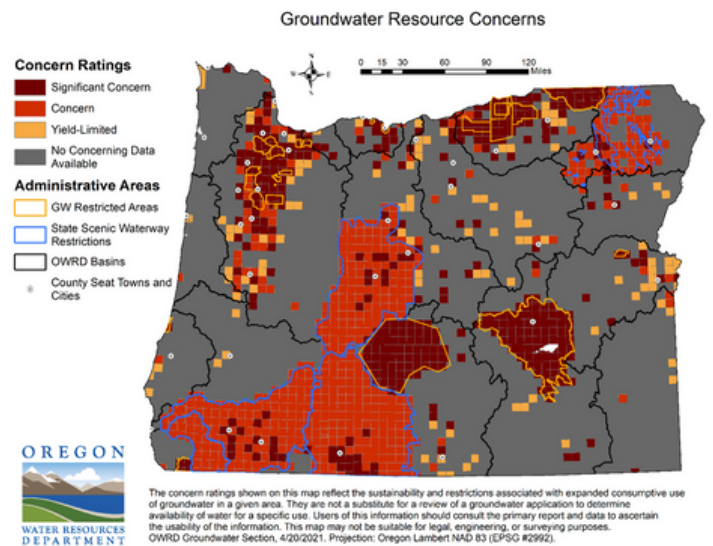 Groundwater Resource Concerns
Concern Ratings
Significant Concern
Concern
Yield-Limited
No Concerning Data
Available
Administrative Areas
GW Restricted Areas
State Scenic Waterway
Restrictions
OWRD Basins
County Seat Towns and
Cities
N
W E
S
0 15 30 60 90 120
Miles
OREGON
WATER RESOURCES
DEPARTMENT
The concern ratings shown on this map reflect the sustainability and restrictions associated with expanded consumptive use
of groundwater in a given area. They are not a substitute for a review of a groundwater application to determine
availability of water for a specific use. Users of this information should consult the primary report and data to ascertain
the usability of the information. This map may not be suitable for legal, engineering, or surveying purposes.
OWRD Groundwater Section, 4/20/2021. Projection: Oregon Lambert NAD 83 (EPSG #2992).